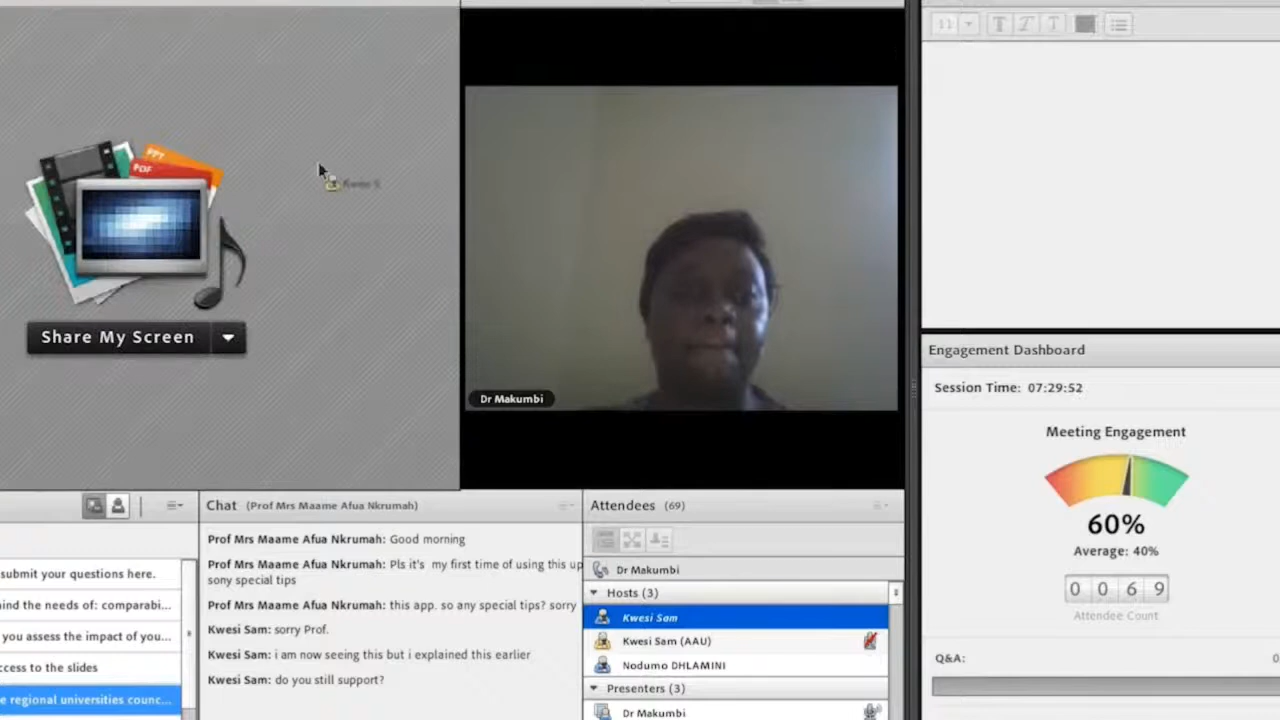 11
PPT
PDF
Kwesi S
Share My Screen
Dr Makumbi
Engagement Dashboard
Session Time: 07:29:52
Meeting Engagement
60%
Average: 40%
0 0 6 9
Attendee Count
Q&A:
0
submit your questions here.
ind the needs of: comparabi...
you assess the impact of you...
ccess to the slides
e regional universities counc...
Chat (Prof Mrs Maame Afua Nkrumah)
Prof Mrs Maame Afua Nkrumah: Good morning
Prof Mrs Maame Afua Nkrumah: Pls it's my first time of using this up
sony special tips
Prof Mrs Maame Afua Nkrumah: this app. so any special tips? sorry
Kwesi Sam: sorry Prof.
Kwesi Sam: i am now seeing this but i explained this earlier
Kwesi Sam: do you still support?
Attendees (69)
Dr Makumbi
Hosts (3)
Kwesi Sam
Kwesi Sam (AAU)
Nodumo DHLAMINI
Presenters (3)
Dr Makumbi